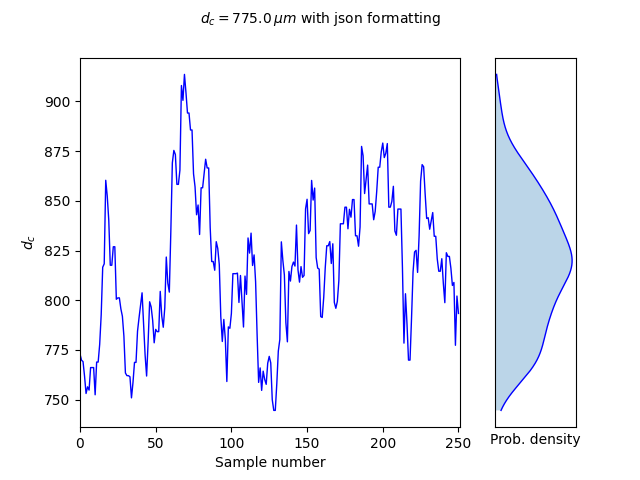 d_c = 775.0 μm with json formatting
900
875
850
825
800
775
750
d_c
0 50 100 150 200 250
Sample number
Prob. density